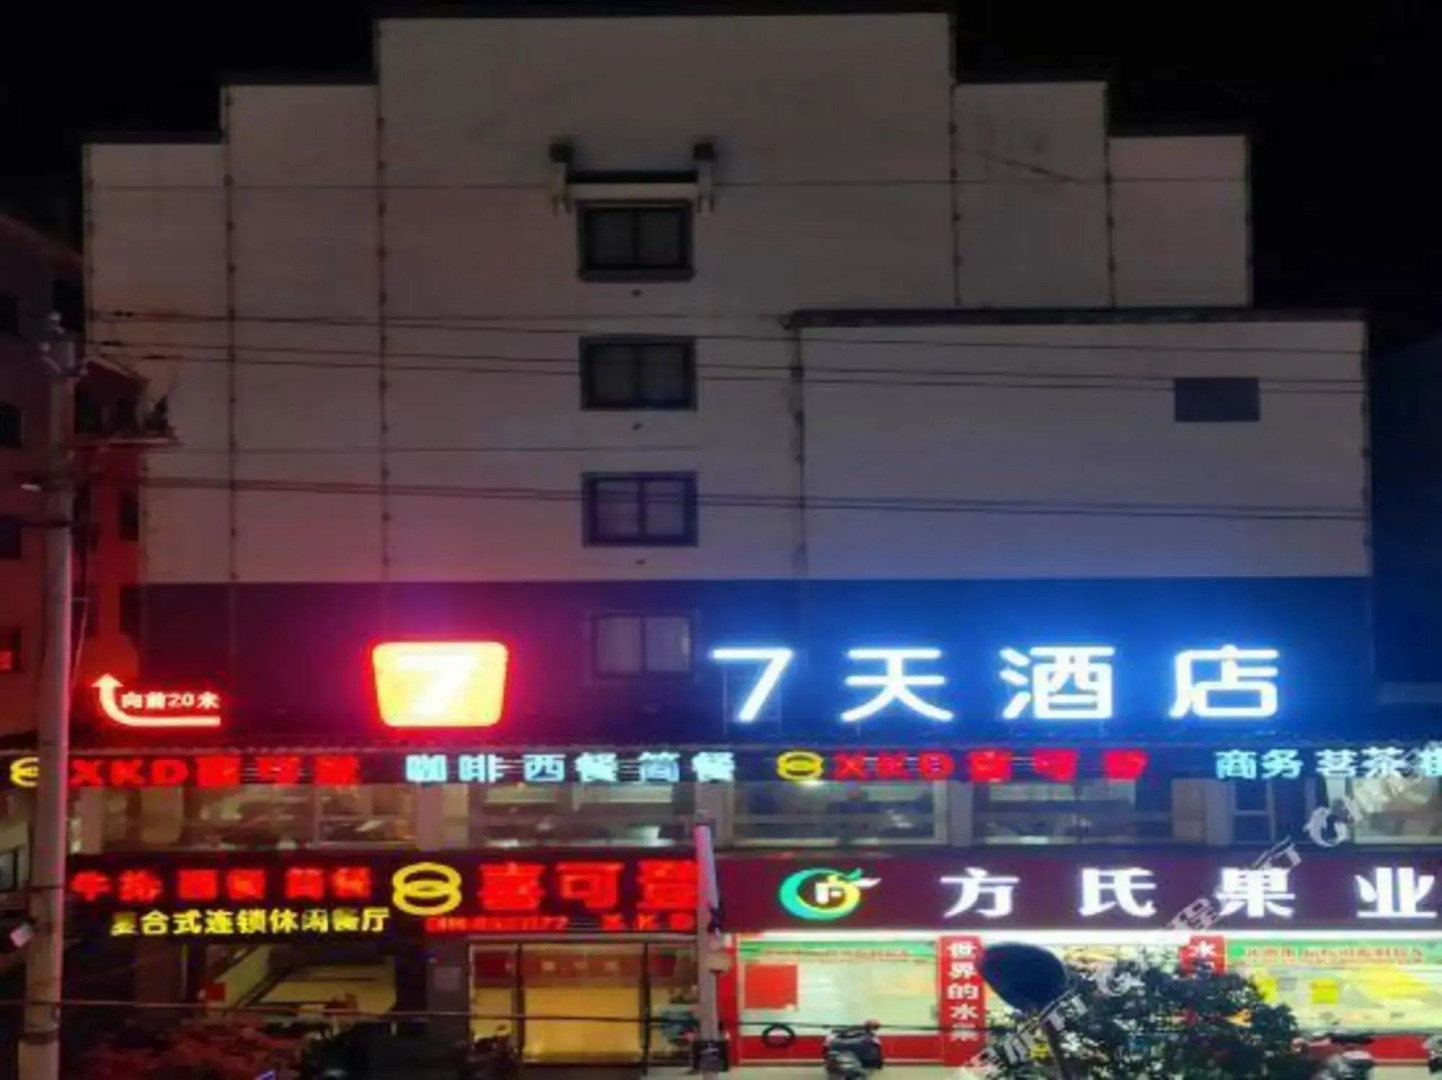 向前20米
7
7天酒店
XKD喜可登
咖啡 西餐 简餐
XKD喜可登
商务 茗茶
牛排 西餐 简餐
喜可登
XKD
复合式连锁休闲餐厅
方氏果业
世界的水果
水